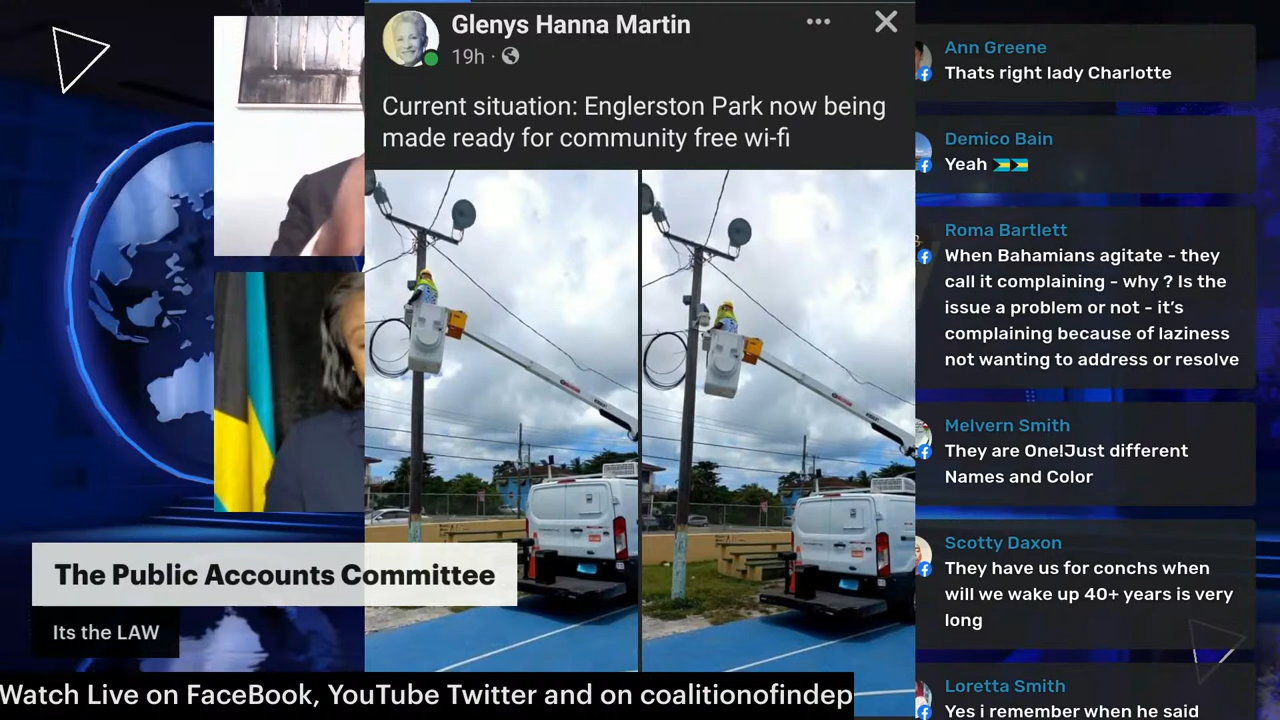 Glenys Hanna Martin
19h ·
Current situation: Englerston Park now being
made ready for community free wi-fi
The Public Accounts Committee
Its the LAW
Watch Live on FaceBook, YouTube Twitter and on coalitionofindep
Ann Greene
Thats right lady Charlotte
Demico Bain
Yeah 🇧🇸🇧🇸
Roma Bartlett
When Bahamians agitate - they
call it complaining - why ? Is the
issue a problem or not - it's
complaining because of laziness
not wanting to address or resolve
Melvern Smith
They are One!Just different
Names and Color
Scotty Daxon
They have us for conchs when
will we wake up 40+ years is very
long
Loretta Smith
Yes i remember when he said